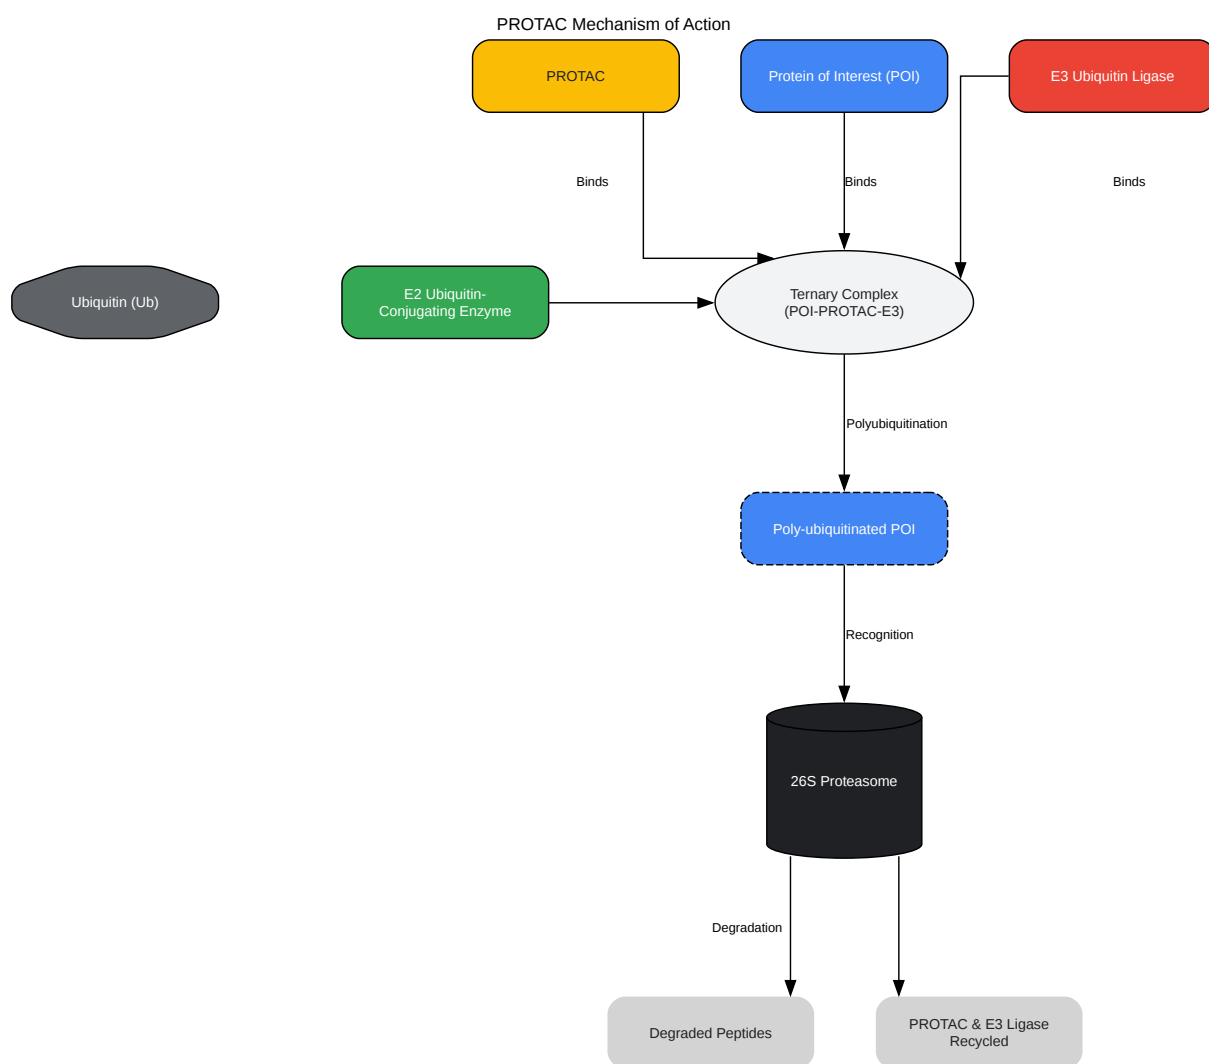 PROTAC Mechanism of Action
PROTAC
Protein of Interest (POI)
E3 Ubiquitin Ligase
Binds
Binds
Binds
Ubiquitin (Ub)
E2 Ubiquitin-
Conjugating Enzyme
Ternary Complex
(POI-PROTAC-E3)
Polyubiquitination
Poly-ubiquitinated POI
Recognition
26S Proteasome
Degradation
Degraded Peptides
PROTAC & E3 Ligase
Recycled